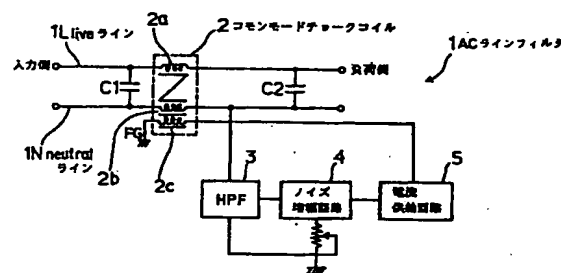 2a
2 コモンモードチョークコイル
1L live ライン
1 ACラインフィルタ
入力側
負荷側
C1
C2
1N neutral ライン
FG
2b
2c
3
4
5
HPF
ノイズ増幅回路
電流供給回路